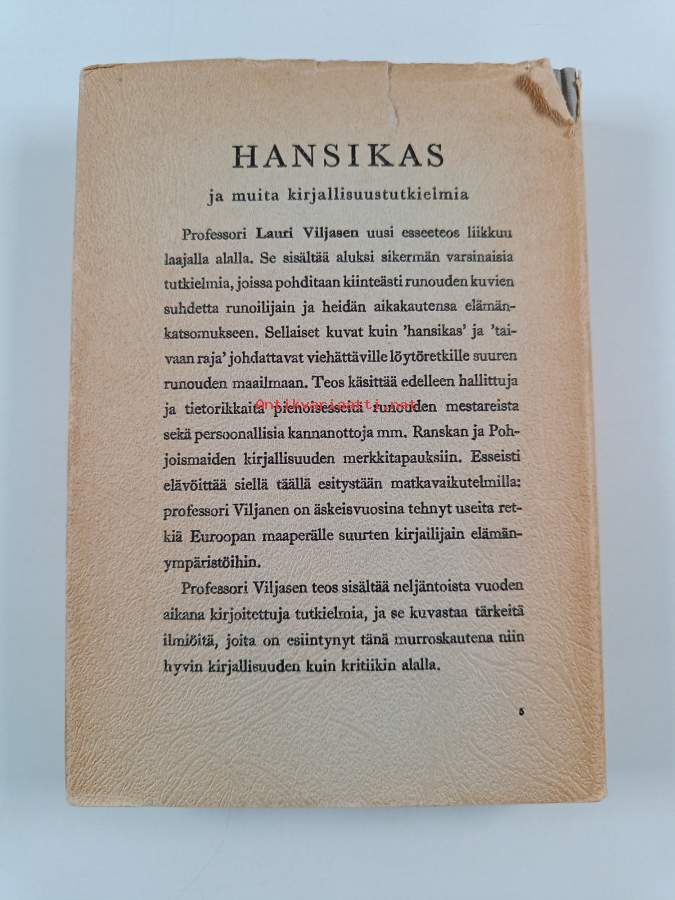 HANSIKAS
ja muita kirjallisuustutkielmia
Professori Lauri Viljasen uusi esseeteos liikkuu
laajalla alalla. Se sisältää aluksi sikermän varsinaisia
tutkielmia, joissa pohditaan kiinteästi runouden kuvien
suhdetta runoilijain ja heidän aikakautensa elämän-
katsomukseen. Sellaiset kuvat kuin 'hansikas' ja 'tai-
vaan raja' johdattavat viehättäville löytöretkille suuren
runouden maailmaan. Teos käsittää edelleen hallittuja
ja tietorikkaita pienoisesseitä runouden mestareista
Antikvariaatti.net
sekä persoonallisia kannanottoja mm. Ranskan ja Poh-
joismaiden kirjallisuuden merkkitapauksiin. Esseisti
elävöittää siellä täällä esitystään matkavaikutelmilla:
professori Viljanen on äskeisvuosina tehnyt useita ret-
kiä Euroopan maaperälle suurten kirjailijain elämän-
ympäristöihin.
Professori Viljasen teos sisältää neljäntoista vuoden
aikana kirjoitettuja tutkielmia, ja se kuvastaa tärkeitä
ilmiöitä, joita on esiintynyt tänä murroskautena niin
hyvin kirjallisuuden kuin kritiikin alalla.
5